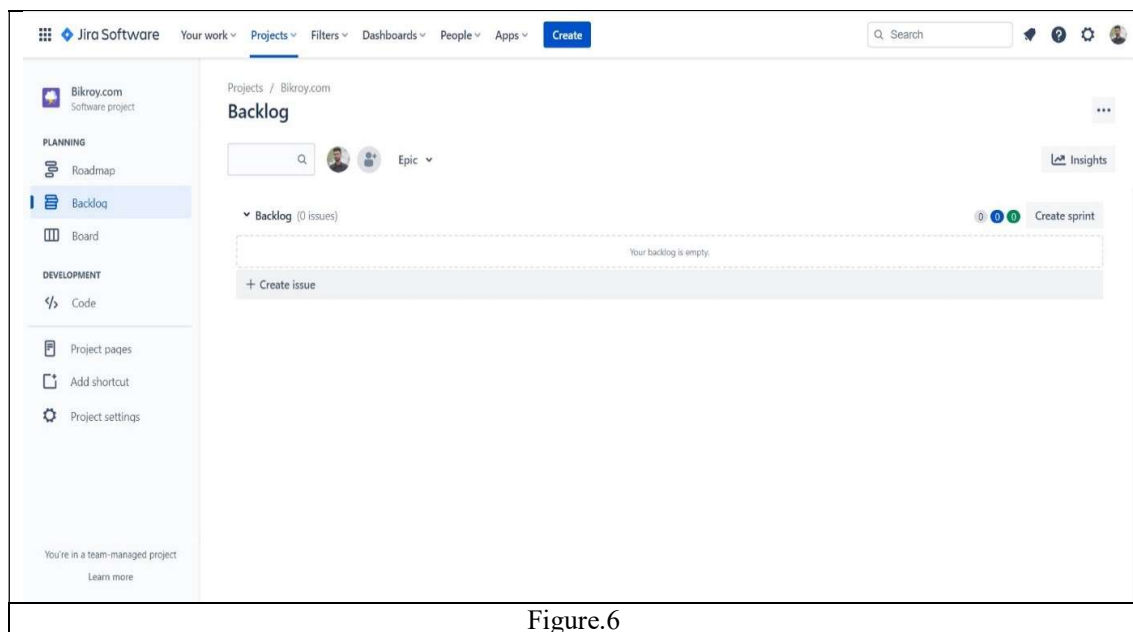 Jira Software Your work Projects Filters Dashboards People Apps Create Search
Bikroy.com
Software project
PLANNING
Roadmap
Backlog
Board
DEVELOPMENT
Code
Project pages
Add shortcut
Project settings
You're in a team-managed project
Learn more
Projects / Bikroy.com
Backlog
Epic Insights
Backlog (0 issues) 0 0 0 Create sprint
Your backlog is empty.
+ Create issue
Figure.6